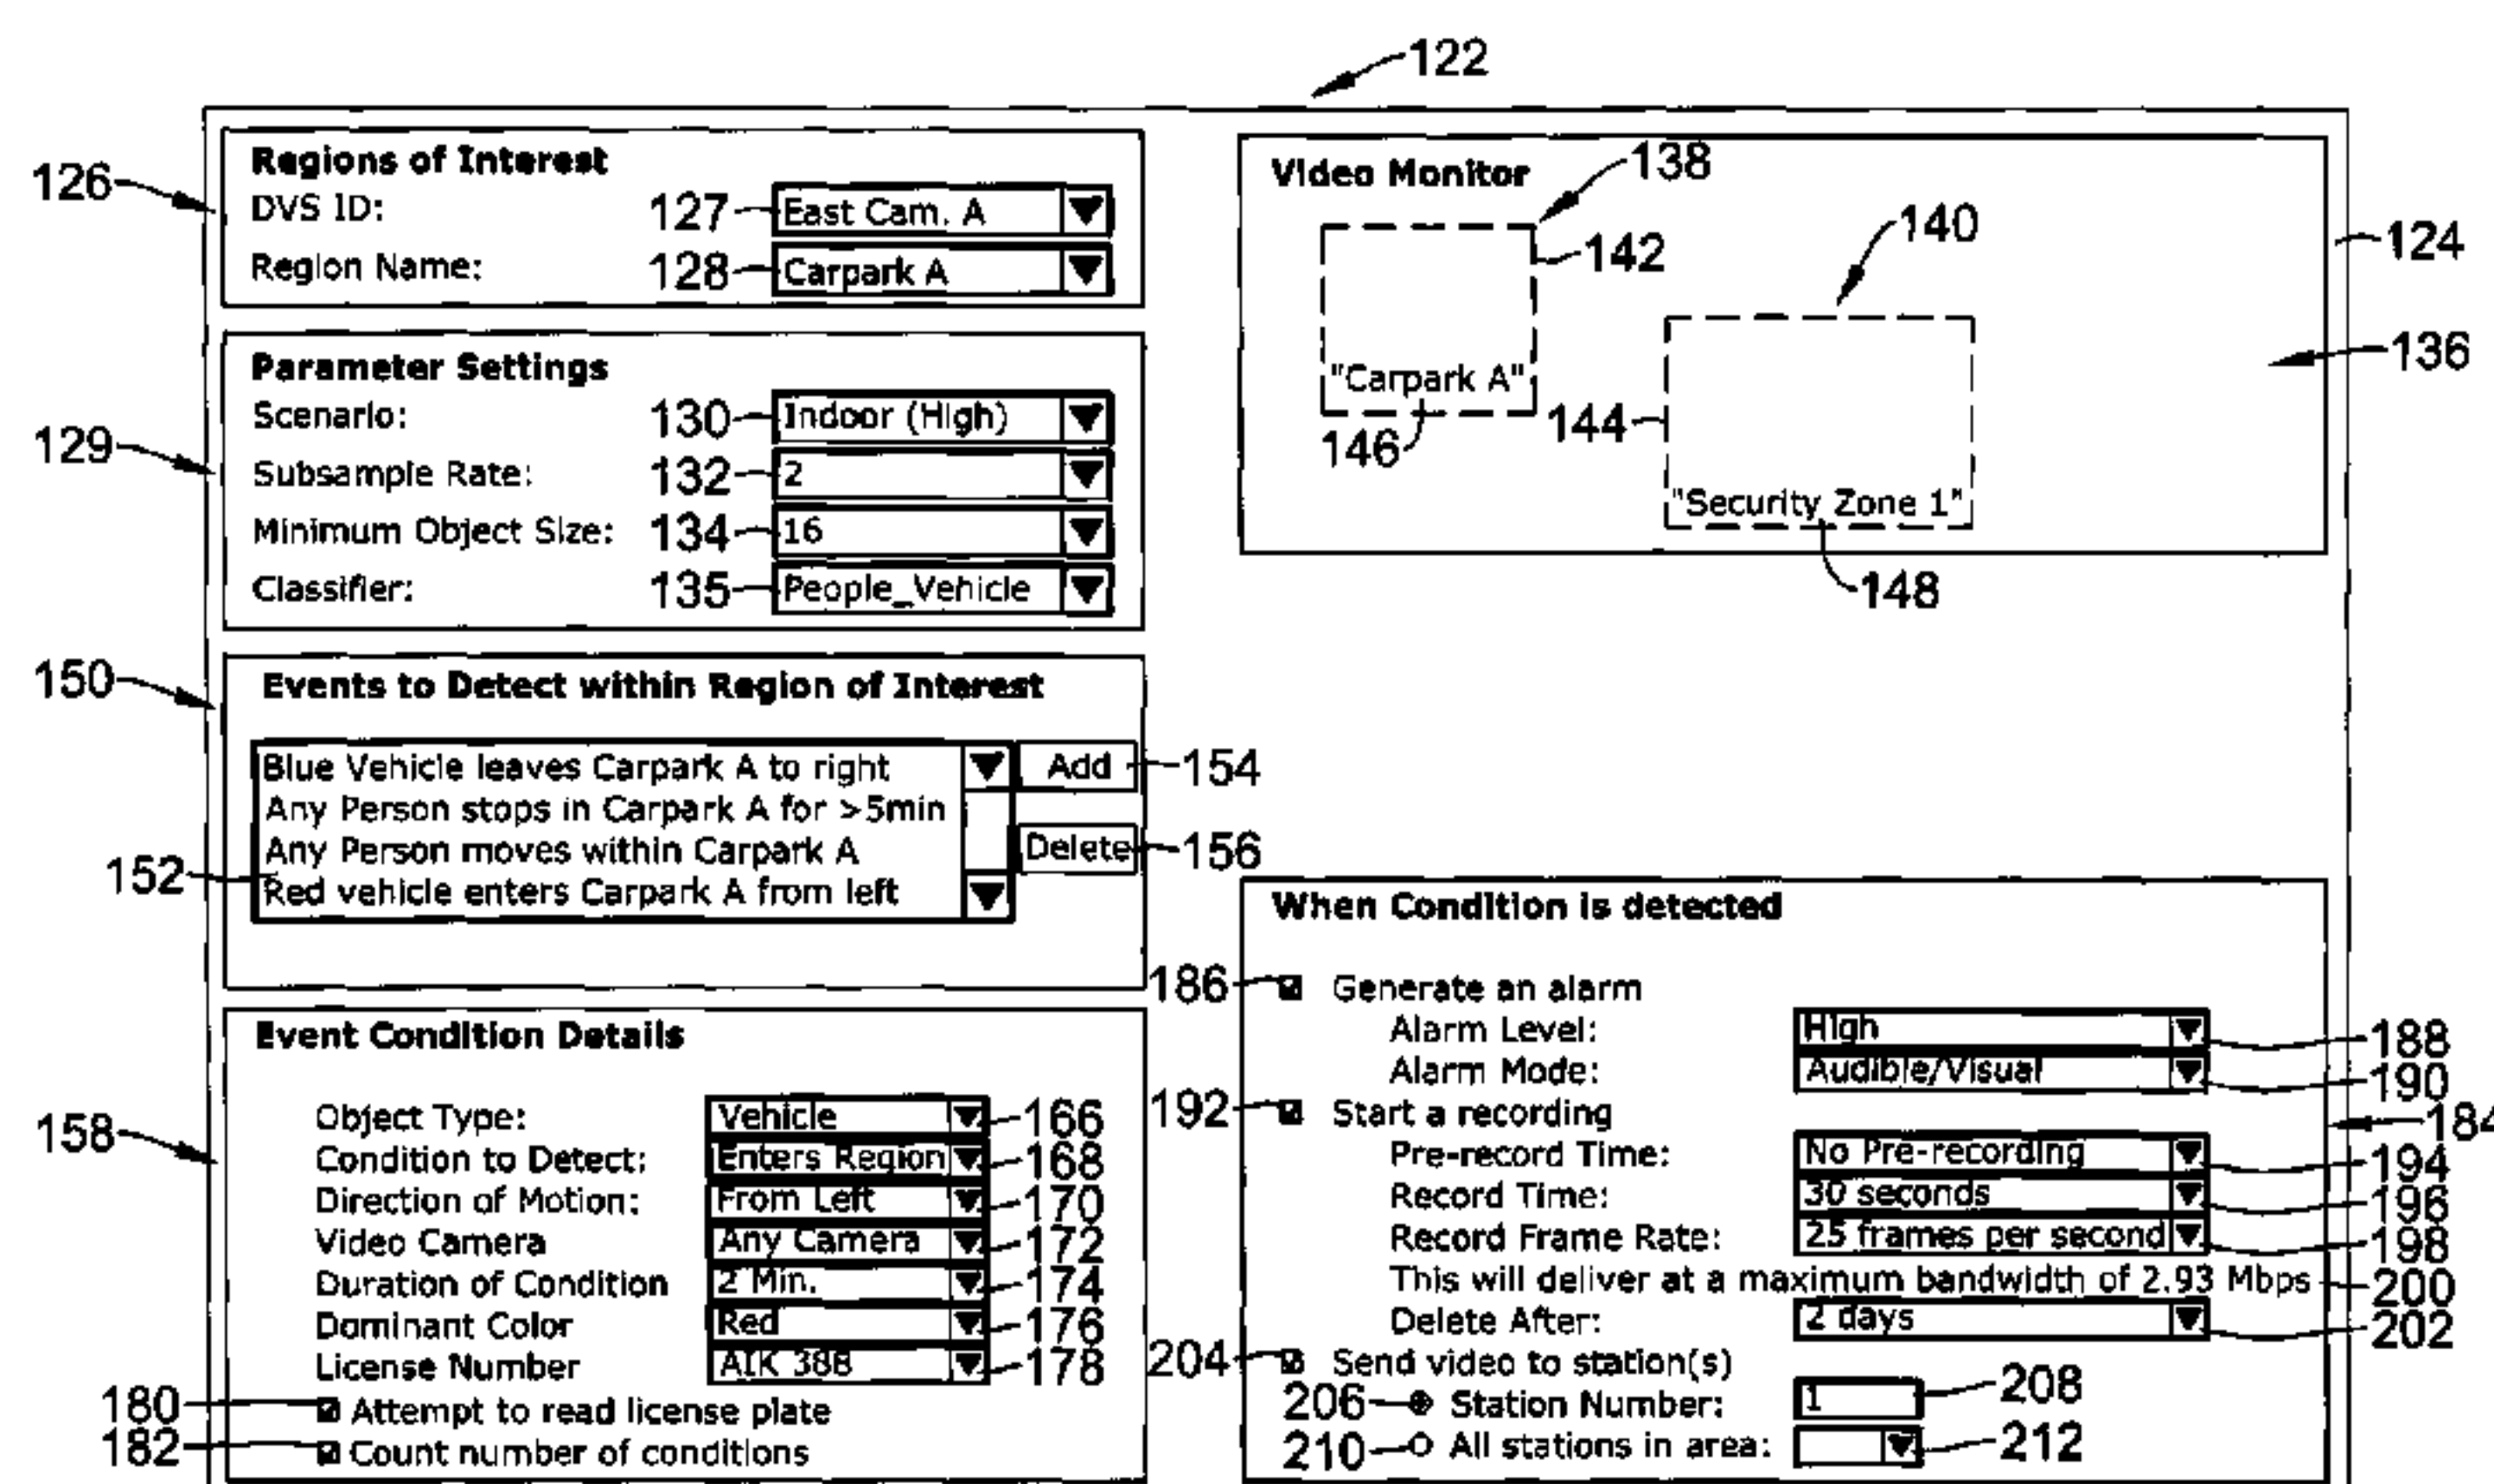 122
126
Regions of Interest
DVS ID: 127 East Cam. A
Region Name: 128 Carpark A
129
Parameter Settings
Scenario: 130 Indoor (High)
Subsample Rate: 132 2
Minimum Object Size: 134 16
Classifier: 135 People_Vehicle
Video Monitor
138
142
140
124
136
"Carpark A"
146
144
"Security Zone 1"
148
150
Events to Detect within Region of Interest
Blue Vehicle leaves Carpark A to right
Any Person stops in Carpark A for >5min
Any Person moves within Carpark A
Red vehicle enters Carpark A from left
152
Add 154
Delete 156
158
Event Condition Details
Object Type: Vehicle 166
Condition to Detect: Enters Region 168
Direction of Motion: From Left 170
Video Camera Any Camera 172
Duration of Condition 2 Min. 174
Dominant Color Red 176
License Number AIK 388 178
180 Attempt to read license plate
182 Count number of conditions
When Condition is detected
184
186 Generate an alarm
Alarm Level: High 188
Alarm Mode: Audible/Visual 190
192 Start a recording
Pre-record Time: No Pre-recording 194
Record Time: 30 seconds 196
Record Frame Rate: 25 frames per second 198
This will deliver at a maximum bandwidth of 2.93 Mbps 200
Delete After: 2 days 202
204 Send video to station(s)
206 Station Number: 1 208
210 All stations in area: 212